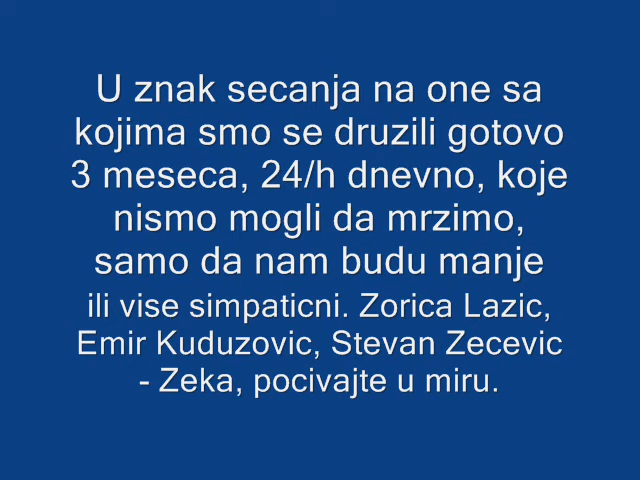 U znak secanja na one sa
kojima smo se druzili gotovo
3 meseca, 24/h dnevno, koje
nismo mogli da mrzimo,
samo da nam budu manje
ili vise simpaticni. Zorica Lazic,
Emir Kuduzovic, Stevan Zecevic
- Zeka, pocivajte u miru.